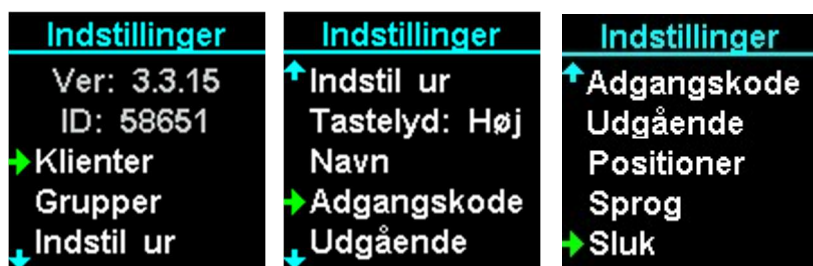 Indstillinger
Ver: 3.3.15
ID: 58651
Klienter
Grupper
Indstil ur
Indstillinger
Indstil ur
Tastelyd: Høj
Navn
Adgangskode
Udgående
Indstillinger
Adgangskode
Udgående
Positioner
Sprog
Sluk